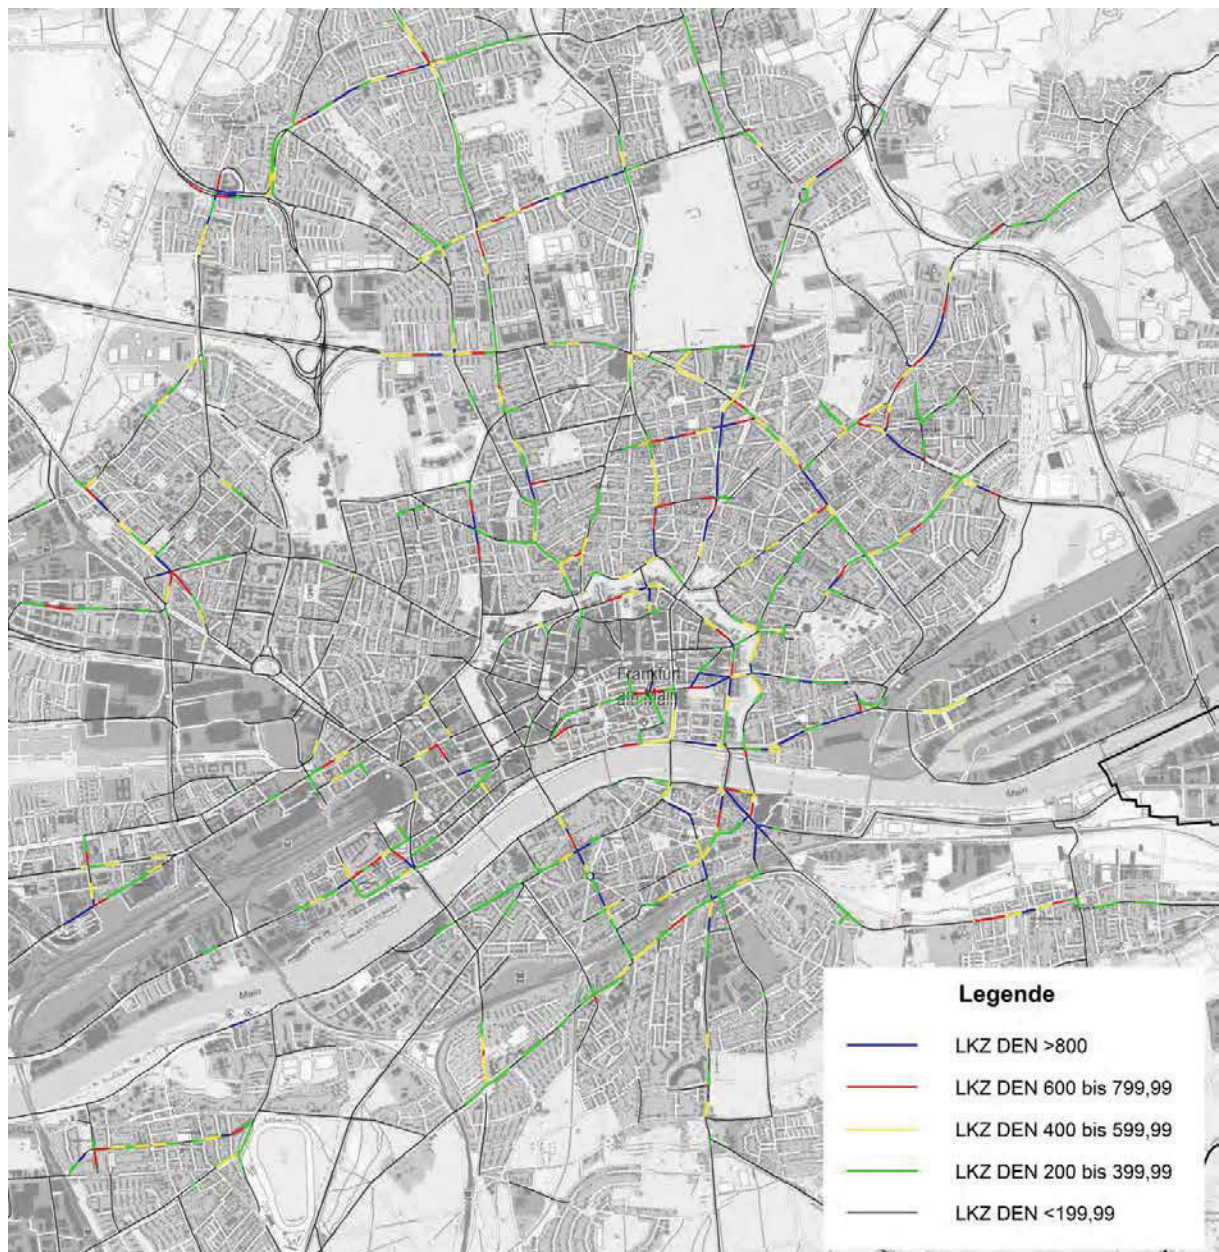 Frankfurt
am Main
Main
Main
Legende
LKZ DEN >800
LKZ DEN 600 bis 799,99
LKZ DEN 400 bis 599,99
LKZ DEN 200 bis 399,99
LKZ DEN <199,99